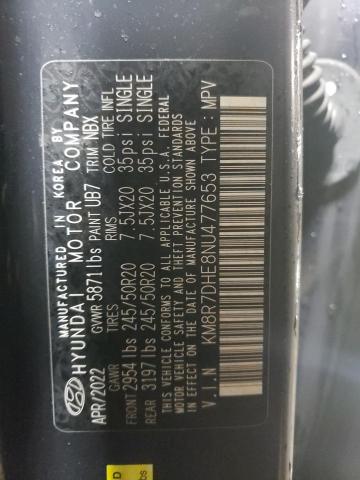 MANUFACTURED IN KOREA BY
HYUNDAI MOTOR COMPANY
APR/2022 GVWR 5871lbs PAINT UB7 TRIM NBX
GAWR TIRES RIMS COLD TIRE INFL
FRONT 2954 lbs 245/50R20 7.5JX20 35psi SINGLE
REAR 3197 lbs 245/50R20 7.5JX20 35psi SINGLE
THIS VEHICLE CONFORMS TO ALL APPLICABLE U.S.A. FEDERAL
MOTOR VEHICLE SAFETY AND THEFT PREVENTION STANDARDS
IN EFFECT ON THE DATE OF MANUFACTURE SHOWN ABOVE
V.I.N KM8R7DHE8NU477653 TYPE : MPV
D